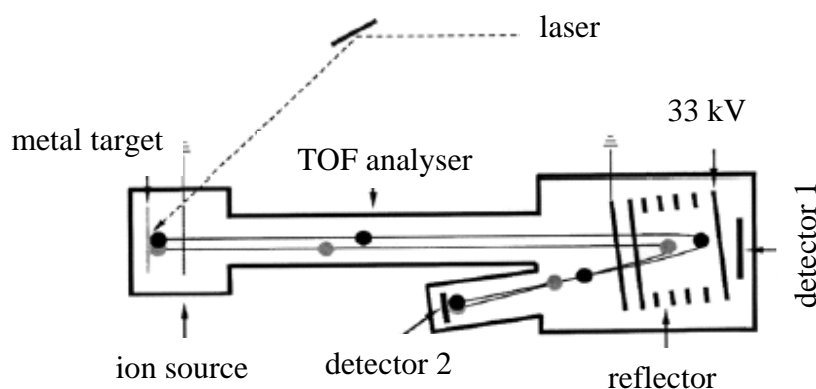 laser
33 kV
metal target
TOF analyser
detector 1
ion source
detector 2
reflector